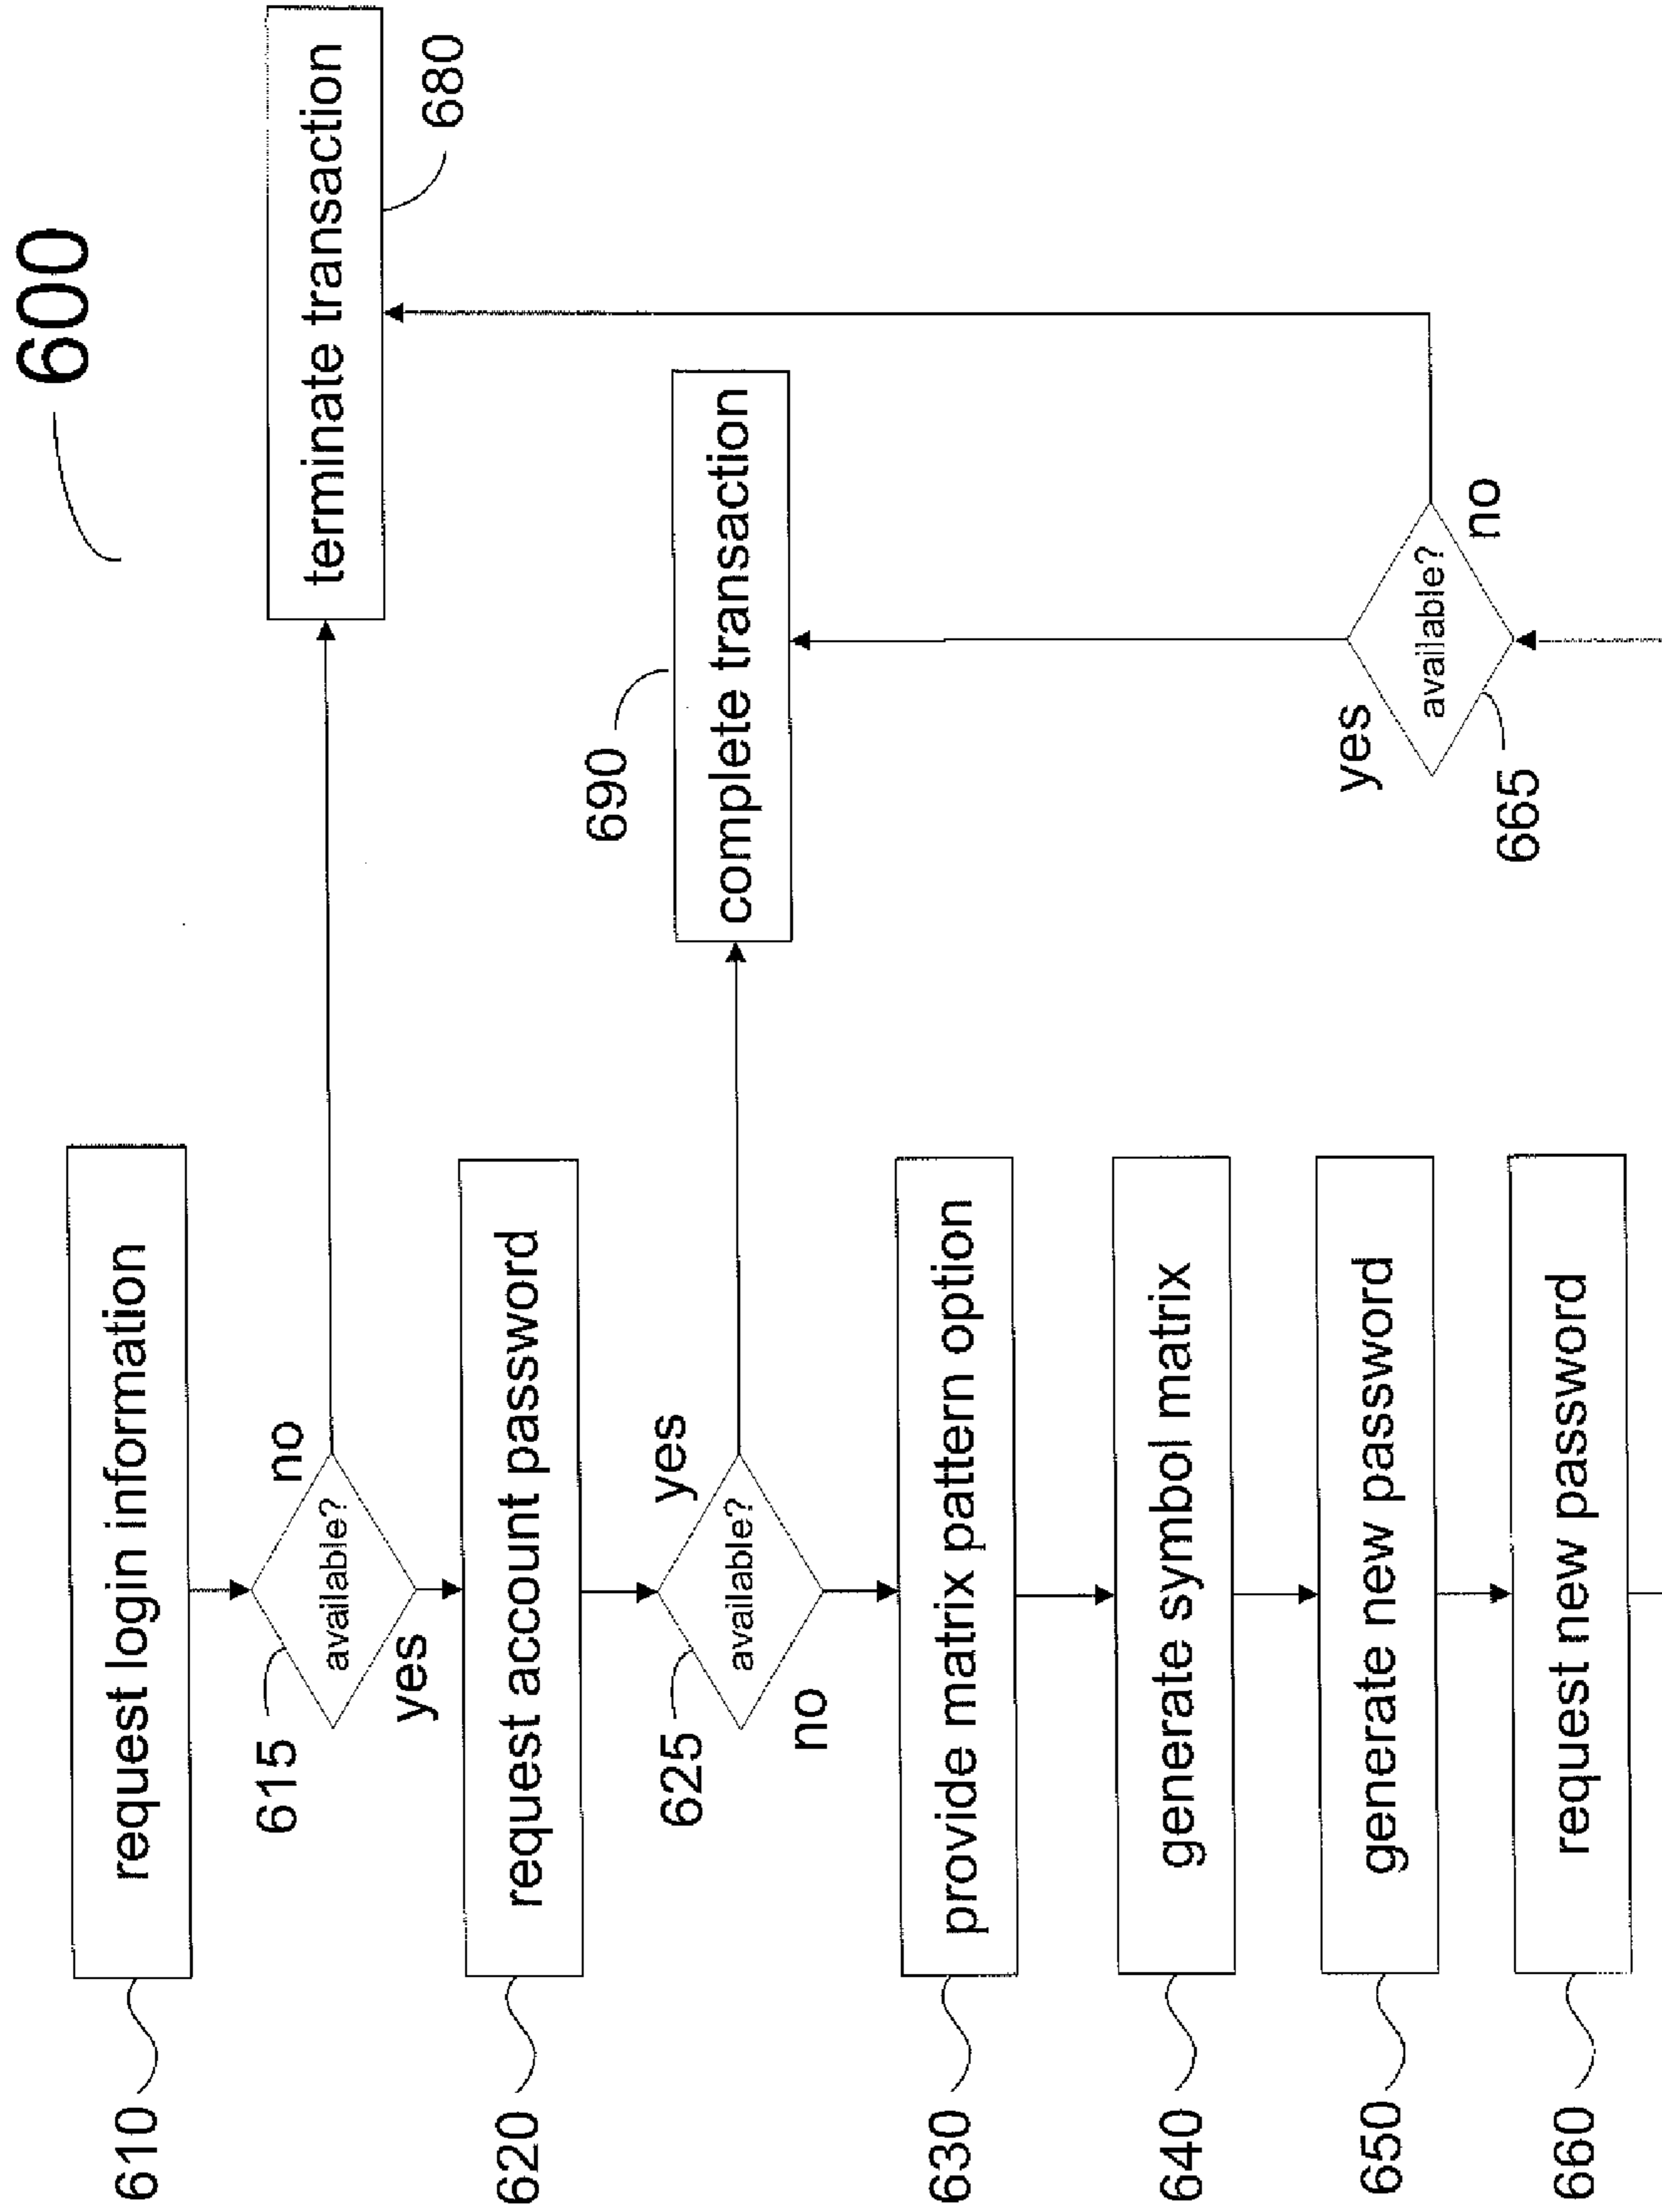 600
610
request login information
615
available?
no
yes
terminate transaction
680
620
request account password
625
available?
yes
no
690
complete transaction
630
provide matrix pattern option
640
generate symbol matrix
650
generate new password
660
request new password
yes
available?
no
665